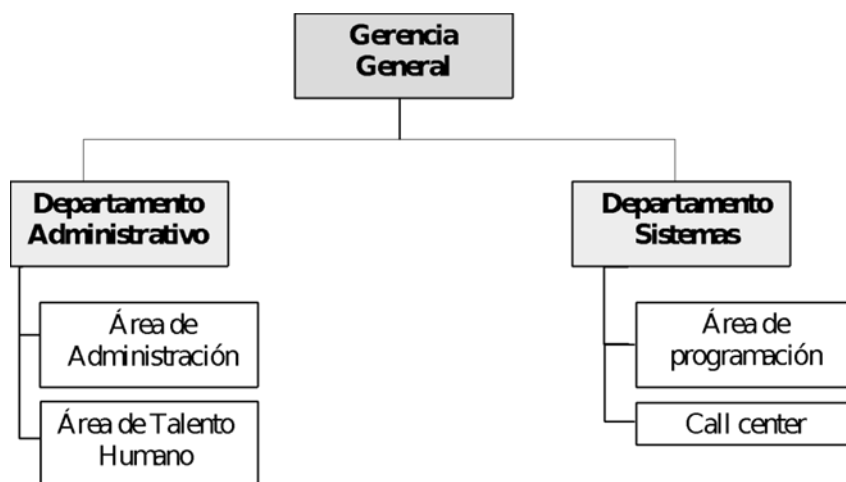 Gerencia
General
Departamento
Administrativo
Área de
Administración
Área de Talento
Humano
Departamento
Sistemas
Área de
programación
Call center